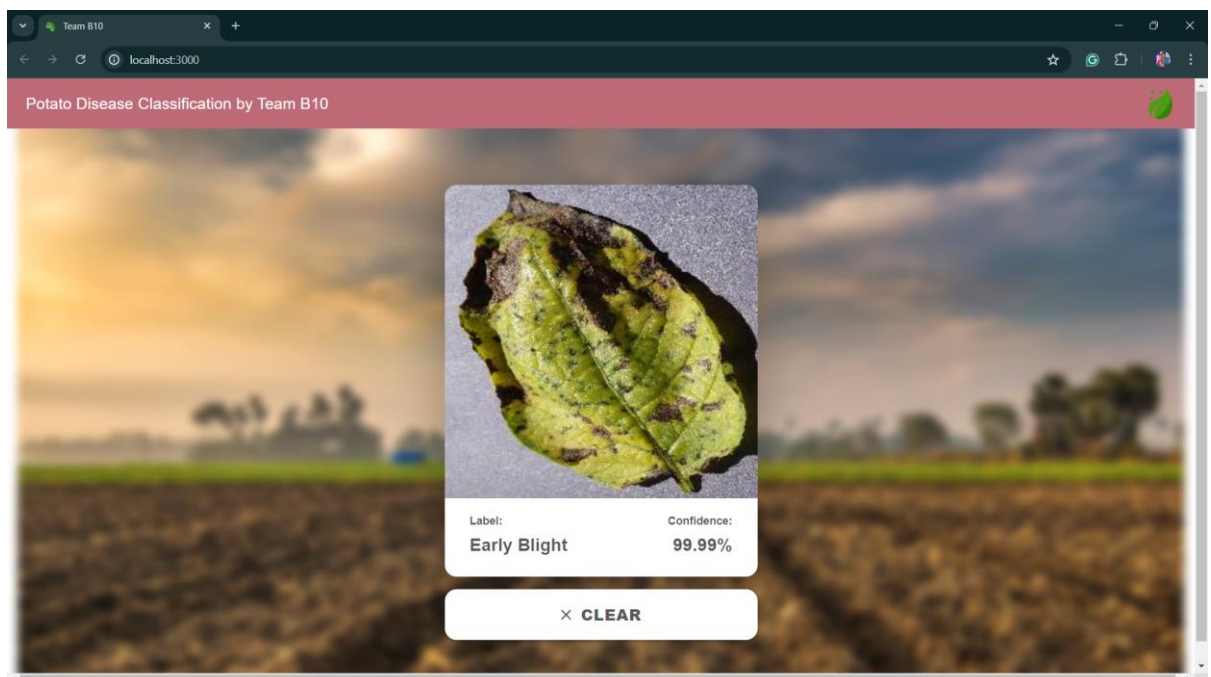 Team B10
localhost:3000
Potato Disease Classification by Team B10
Label:
Confidence:
Early Blight
99.99%
× CLEAR